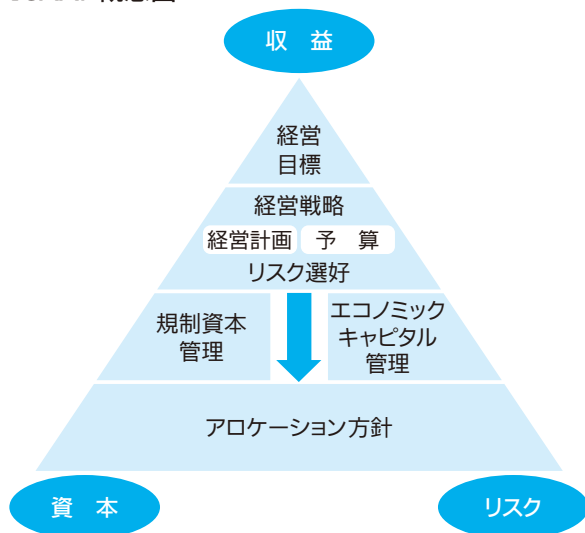 収 益
経営
目標
経営戦略
経営計画 予 算
リスク選好
規制資本
管理
エコノミック
キャピタル
管理
アロケーション方針
資 本
リスク